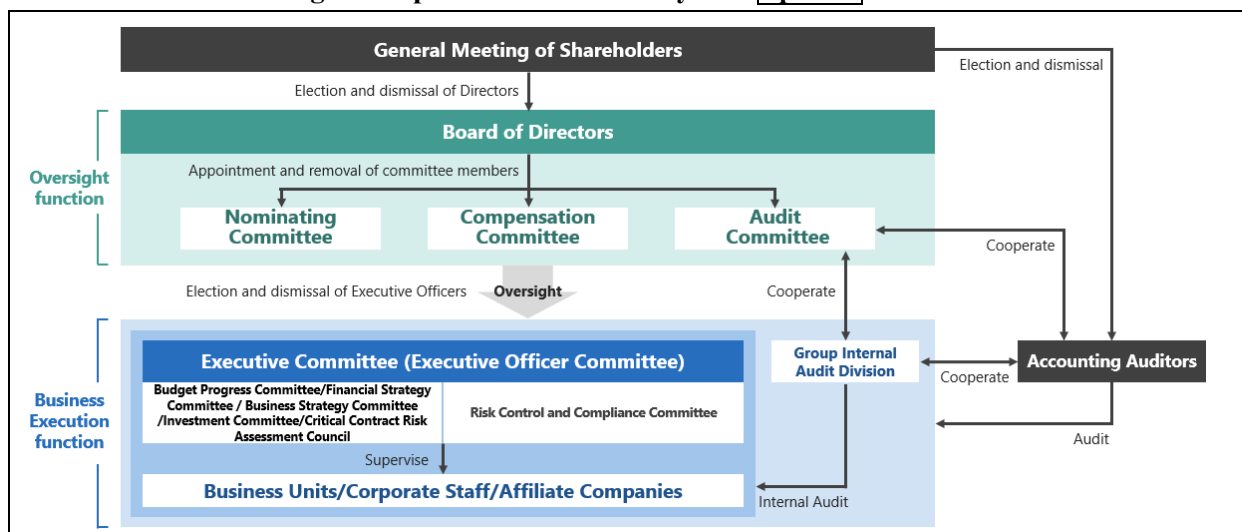 General Meeting of Shareholders
Election and dismissal
Election and dismissal of Directors
Board of Directors
Appointment and removal of committee members
Oversight
function
Nominating
Committee
Compensation
Committee
Audit
Committee
Cooperate
Election and dismissal of Executive Officers
Oversight
Cooperate
Executive Committee (Executive Officer Committee)
Group Internal
Audit Division
Accounting Auditors
Cooperate
Budget Progress Committee/Financial Strategy
Committee / Business Strategy Committee
/Investment Committee/Critical Contract Risk
Assessment Council
Risk Control and Compliance Committee
Business
Execution
function
Audit
Supervise
Business Units/Corporate Staff/Affiliate Companies
Internal Audit